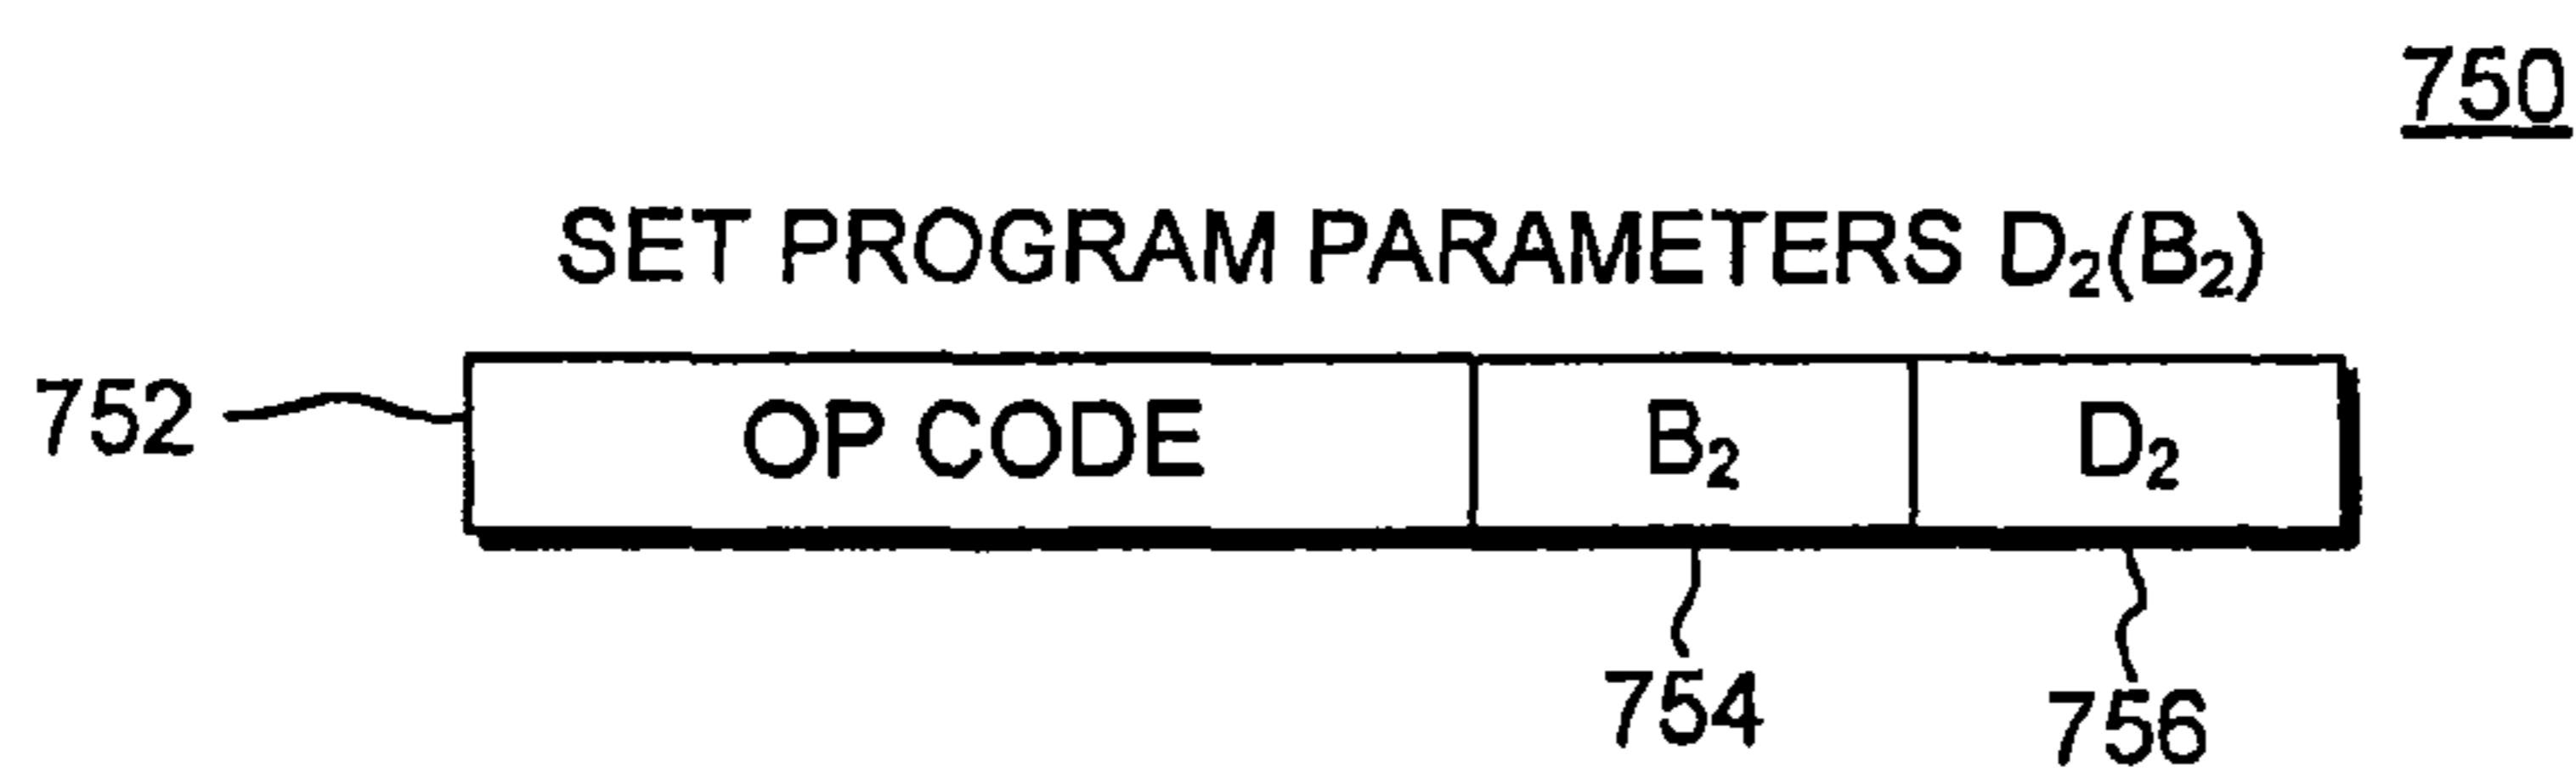 750
SET PROGRAM PARAMETERS D₂(B₂)
752 OP CODE B₂ D₂
754 756